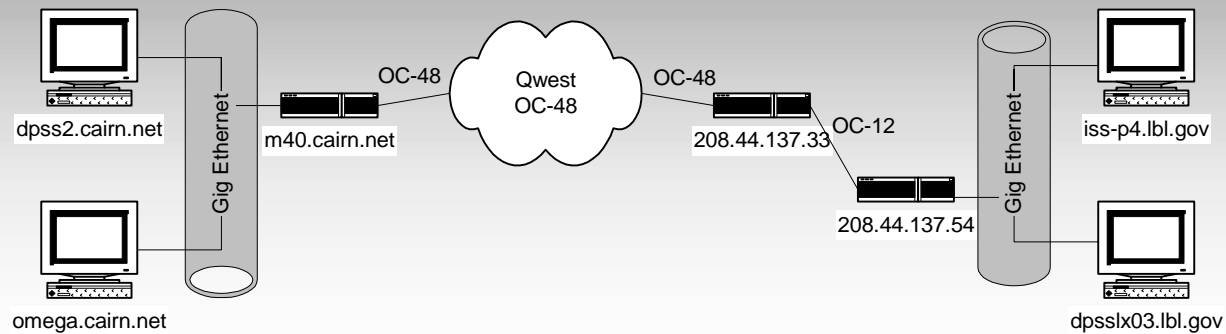 dpss2.cairn.net
omega.cairn.net
Gig Ethernet
m40.cairn.net
OC-48
Qwest
OC-48
OC-48
208.44.137.33
OC-12
208.44.137.54
Gig Ethernet
iss-p4.lbl.gov
dpsslx03.lbl.gov